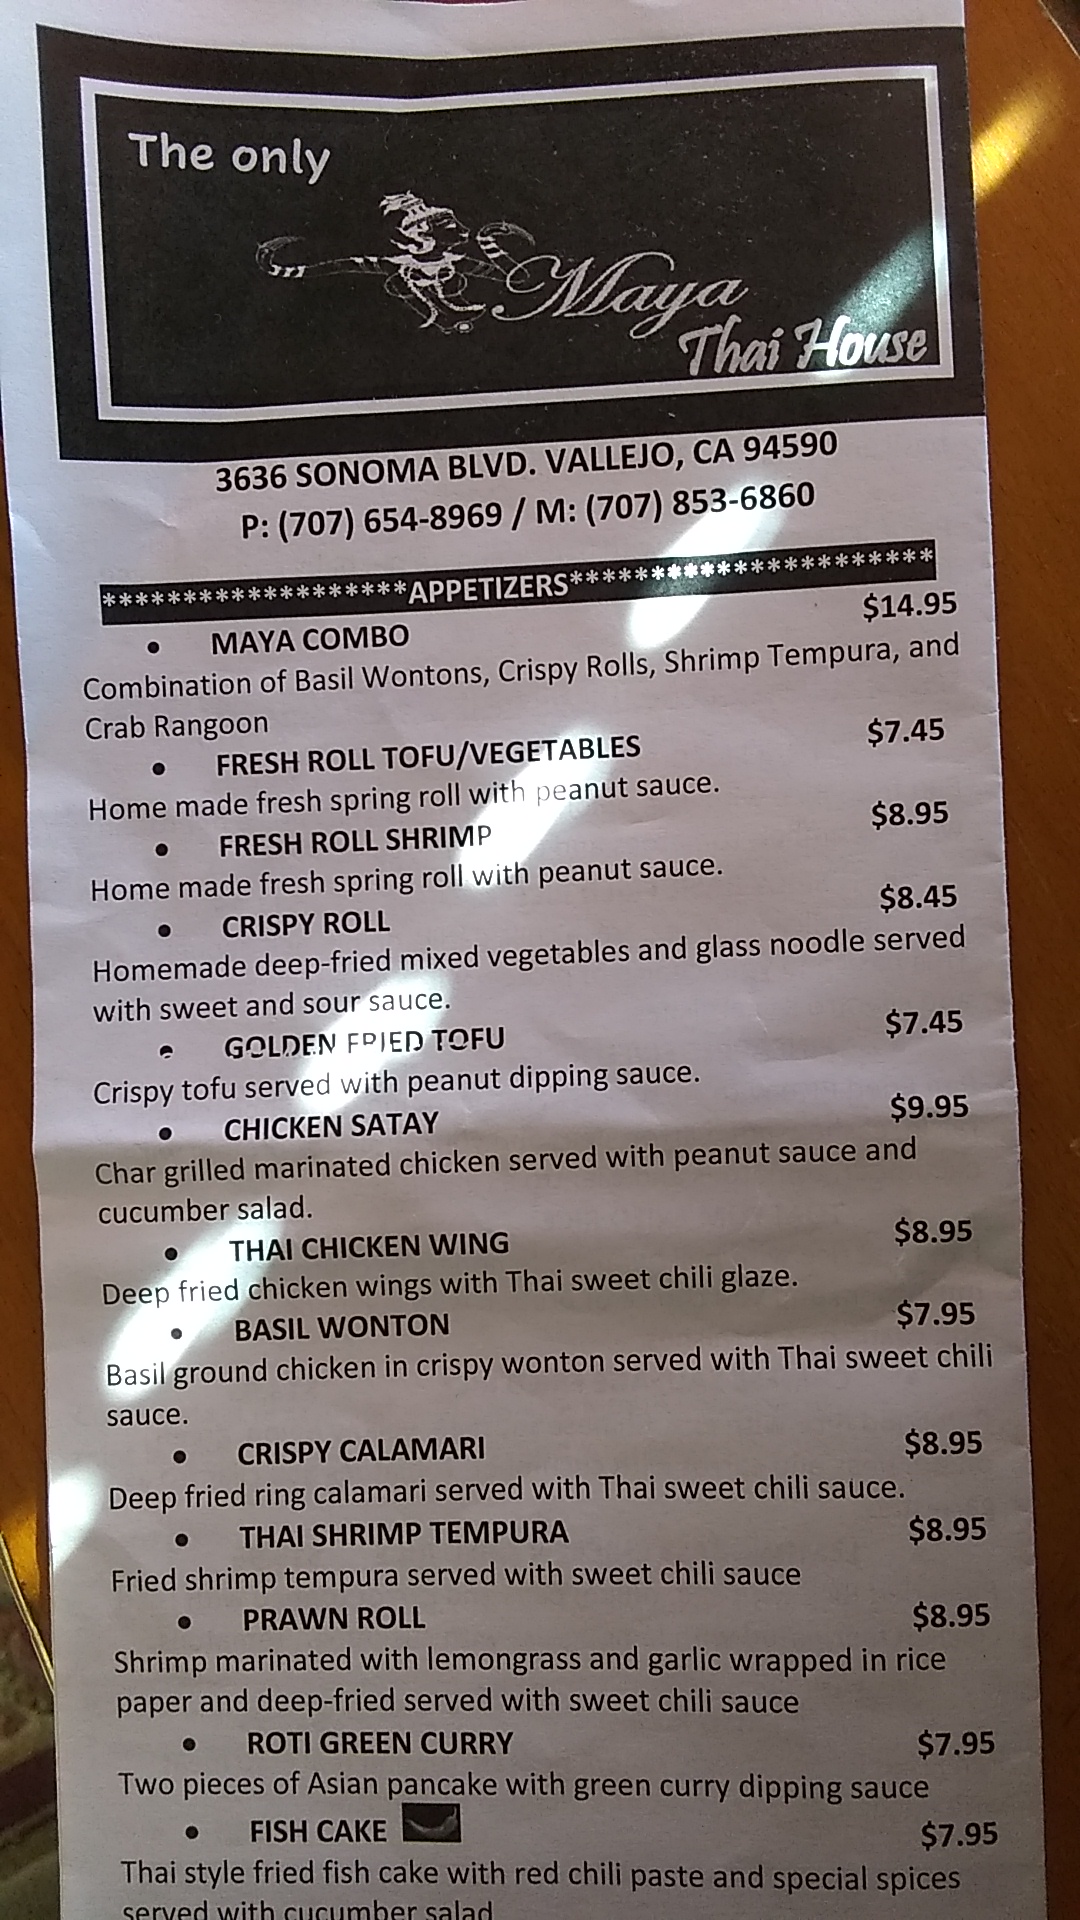 The only
Maya
Thai House
3636 SONOMA BLVD. VALLEJO, CA 94590
P: (707) 654-8969 / M: (707) 853-6860
*******************APPETIZERS***********************
• MAYA COMBO $14.95
Combination of Basil Wontons, Crispy Rolls, Shrimp Tempura, and
Crab Rangoon
• FRESH ROLL TOFU/VEGETABLES $7.45
Home made fresh spring roll with peanut sauce.
• FRESH ROLL SHRIMP $8.95
Home made fresh spring roll with peanut sauce.
• CRISPY ROLL $8.45
Homemade deep-fried mixed vegetables and glass noodle served
with sweet and sour sauce.
• GOLDEN FRIED TOFU $7.45
Crispy tofu served with peanut dipping sauce.
• CHICKEN SATAY $9.95
Char grilled marinated chicken served with peanut sauce and
cucumber salad.
• THAI CHICKEN WING $8.95
Deep fried chicken wings with Thai sweet chili glaze.
• BASIL WONTON $7.95
Basil ground chicken in crispy wonton served with Thai sweet chili
sauce.
• CRISPY CALAMARI $8.95
Deep fried ring calamari served with Thai sweet chili sauce.
• THAI SHRIMP TEMPURA $8.95
Fried shrimp tempura served with sweet chili sauce
• PRAWN ROLL $8.95
Shrimp marinated with lemongrass and garlic wrapped in rice
paper and deep-fried served with sweet chili sauce
• ROTI GREEN CURRY $7.95
Two pieces of Asian pancake with green curry dipping sauce
• FISH CAKE $7.95
Thai style fried fish cake with red chili paste and special spices
served with cucumber salad